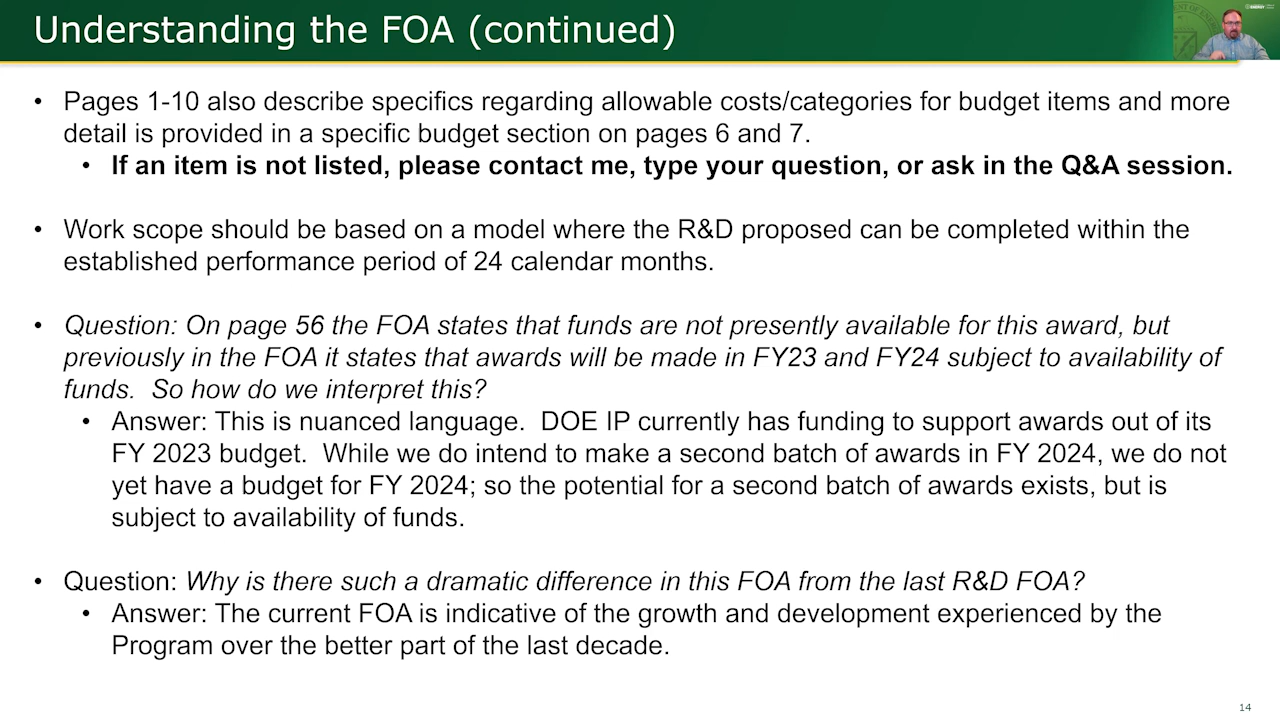 Understanding the FOA (continued)
ENERGY
• Pages 1-10 also describe specifics regarding allowable costs/categories for budget items and more
detail is provided in a specific budget section on pages 6 and 7.
• If an item is not listed, please contact me, type your question, or ask in the Q&A session.
• Work scope should be based on a model where the R&D proposed can be completed within the
established performance period of 24 calendar months.
• Question: On page 56 the FOA states that funds are not presently available for this award, but
previously in the FOA it states that awards will be made in FY23 and FY24 subject to availability of
funds.  So how do we interpret this?
• Answer: This is nuanced language.  DOE IP currently has funding to support awards out of its
FY 2023 budget.  While we do intend to make a second batch of awards in FY 2024, we do not
yet have a budget for FY 2024; so the potential for a second batch of awards exists, but is
subject to availability of funds.
• Question: Why is there such a dramatic difference in this FOA from the last R&D FOA?
• Answer: The current FOA is indicative of the growth and development experienced by the
Program over the better part of the last decade.
14